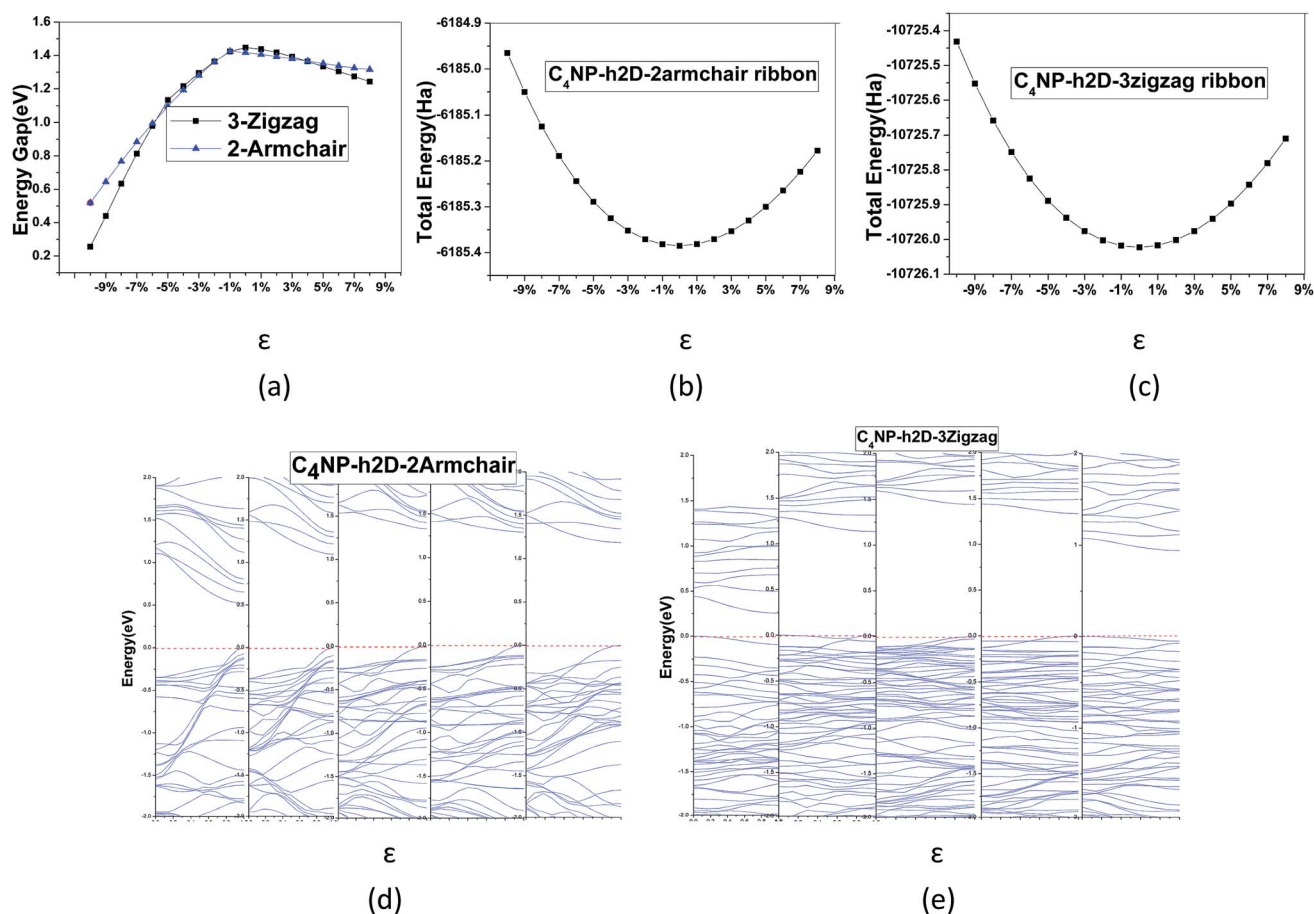 1.6
1.4
1.2
1.0
0.8
0.6
0.4
0.2
Energy Gap(eV)
3-Zigzag
2-Armchair
-9% -7% -5% -3% -1% 1% 3% 5% 7% 9%
ε
(a)
-6184.9
-6185.0
-6185.1
-6185.2
-6185.3
-6185.4
Total Energy(Ha)
C4NP-h2D-2armchair ribbon
-9% -7% -5% -3% -1% 1% 3% 5% 7% 9%
ε
(b)
-10725.4
-10725.5
-10725.6
-10725.7
-10725.8
-10725.9
-10726.0
-10726.1
Total Energy(Ha)
C4NP-h2D-3zigzag ribbon
-9% -7% -5% -3% -1% 1% 3% 5% 7% 9%
ε
(c)
C4NP-h2D-2Armchair
2.0
1.5
1.0
0.5
0.0
-0.5
-1.0
-1.5
-2.0
Energy(eV)
ε
(d)
C4NP-h2D-3Zigzag
2.0
1.5
1.0
0.5
0.0
-0.5
-1.0
-1.5
-2.0
Energy(eV)
ε
(e)